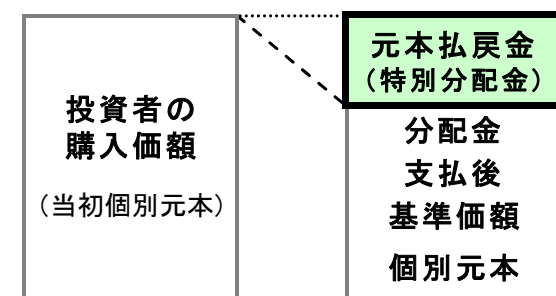 投資者の
購入価額
（当初個別元本）
元本払戻金
（特別分配金）
分配金
支払後
基準価額
個別元本